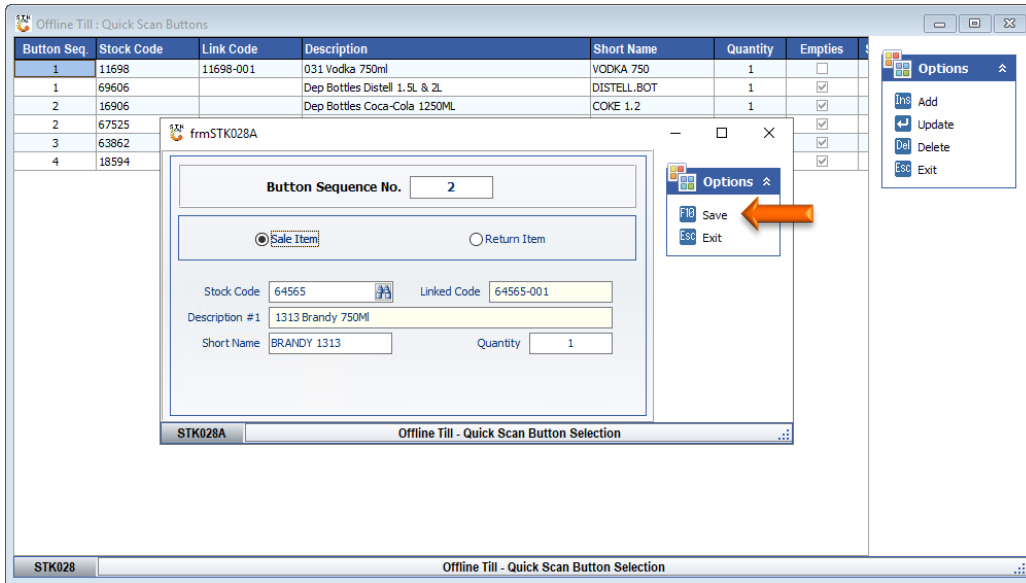 STK Offline Till : Quick Scan Buttons
Button Seq. Stock Code Link Code Description Short Name Quantity Empties
1 11698 11698-001 031 Vodka 750ml VODKA 750 1
1 69606 Dep Bottles Distell 1.5L & 2L DISTELL.BOT 1
2 16906 Dep Bottles Coca-Cola 1250ML COKE 1.2 1
2 67525
3 63862
4 18594
Options
Ins Add
Update
Del Delete
Esc Exit
STK frmSTK028A
Button Sequence No. 2
Sale Item Return Item
Stock Code 64565 Linked Code 64565-001
Description #1 1313 Brandy 750Ml
Short Name BRANDY 1313 Quantity 1
Options
F10 Save
Esc Exit
STK028A Offline Till - Quick Scan Button Selection
STK028 Offline Till - Quick Scan Button Selection